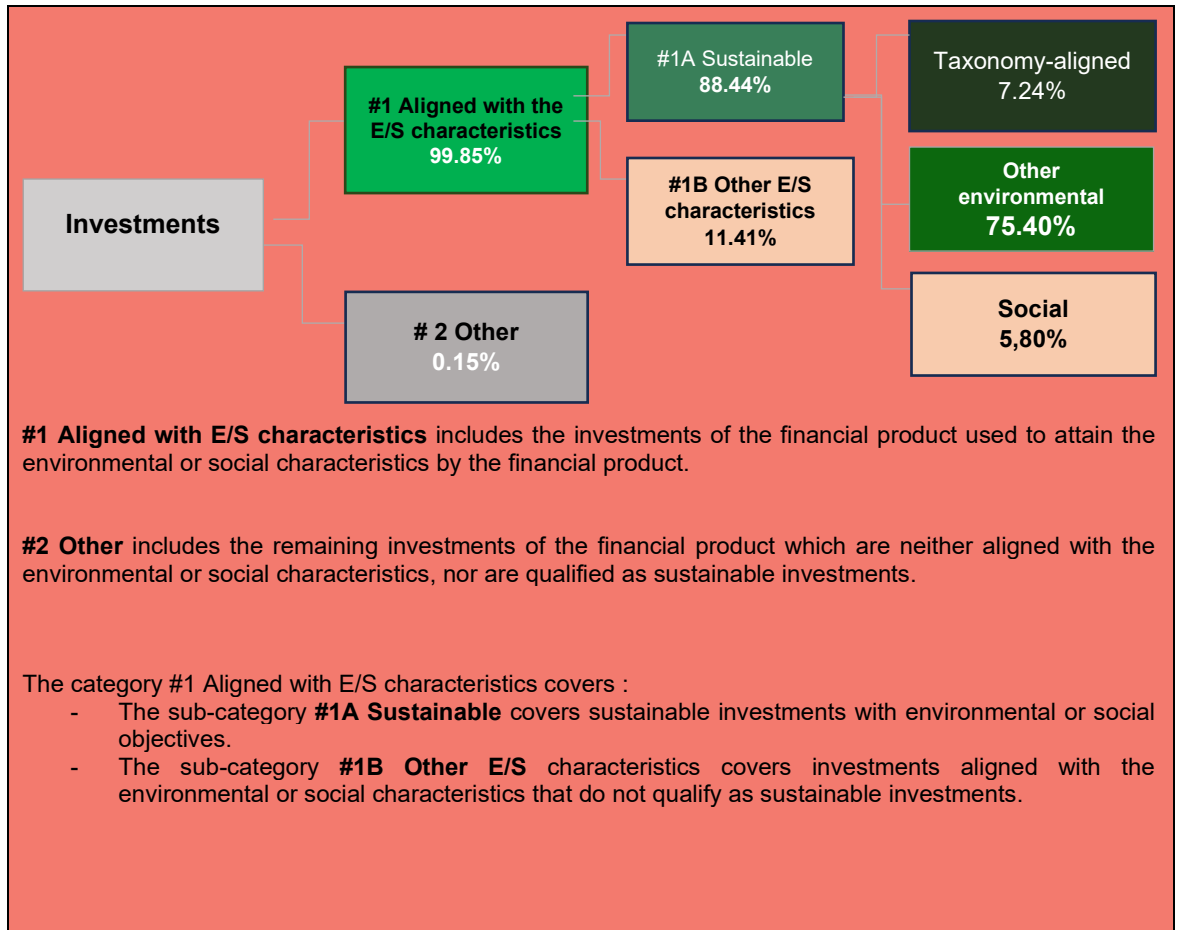 Investments
#1 Aligned with the
E/S characteristics
99.85%
# 2 Other
0.15%
#1A Sustainable
88.44%
#1B Other E/S
characteristics
11.41%
Taxonomy-aligned
7.24%
Other
environmental
75.40%
Social
5,80%
#1 Aligned with E/S characteristics includes the investments of the financial product used to attain the
environmental or social characteristics by the financial product.
#2 Other includes the remaining investments of the financial product which are neither aligned with the
environmental or social characteristics, nor are qualified as sustainable investments.
The category #1 Aligned with E/S characteristics covers :
- The sub-category #1A Sustainable covers sustainable investments with environmental or social
objectives.
- The sub-category #1B Other E/S characteristics covers investments aligned with the
environmental or social characteristics that do not qualify as sustainable investments.